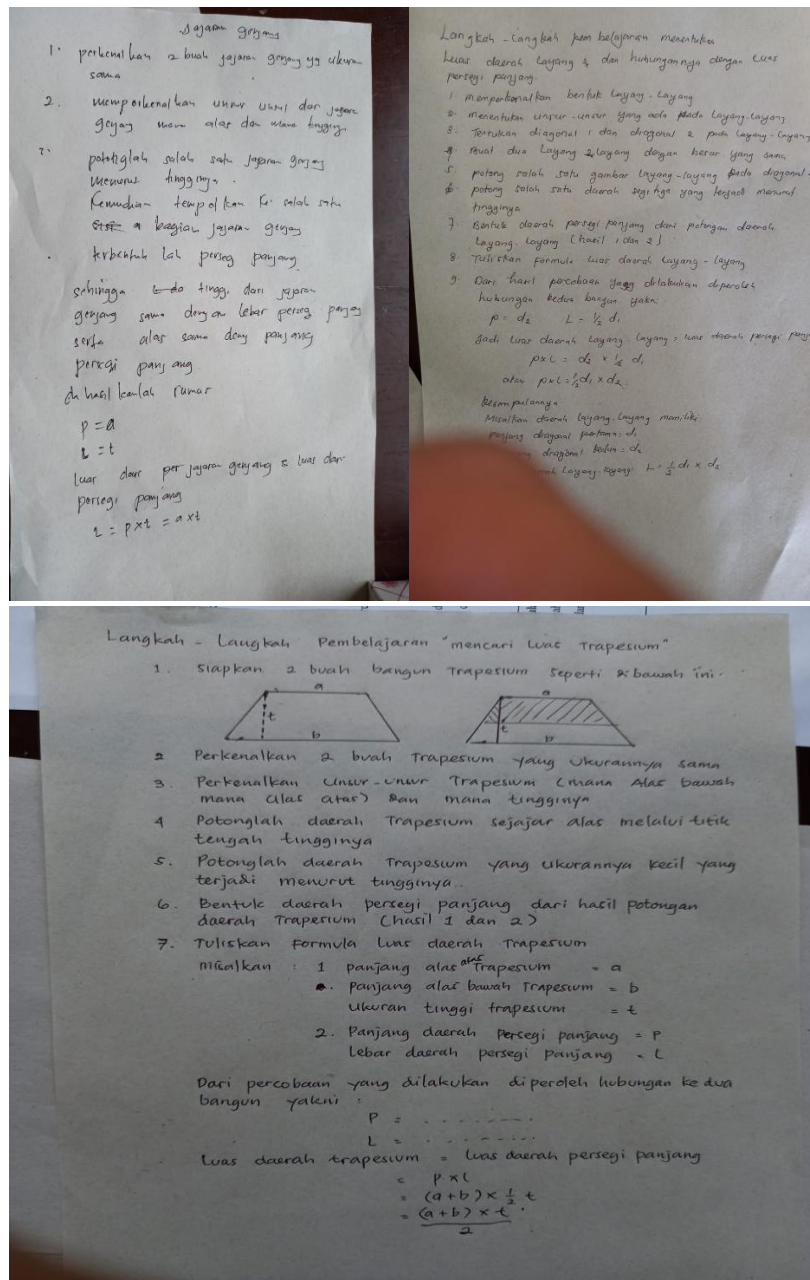 Jajaran genjang
1. perkenalkan 2 buah jajaran genjang yg ukuran
sama
2. memperkenalkan unsur unsur dari jajaran
genjang mana alas dan mana tingginy
potonglah salah satu jajaran genjang
menurut tingginya.
Kemudian tempelkan ke salah satu
bagian jajaran genjang
terbentuk lah perseg panjang
sehingga tinggi dari jajaran
genjang sama dengan lebar perseg panjang
serta alas sama deng panjang
persegi panjang
di hasil kanlah rumus
p = a
l = t
luas dari per jajaran genjang = luas dari
persegi panjang
L = p x t = a x t
Langkah - Langkah pem belajaran menentukan
Luas daerah Layang & dan hubungannya dengan Luas
persegi panjang.
1. memperkenalkan bentuk Layang-Layang
2. menentukan unsur-unsur yang ada pada Layang-Layang
3. Tentukan diagonal 1 dan diagonal 2 pada Layang-Layang
4. Buat dua Layang 2 layang dengan besar yang sama
5. potong salah satu gambar Layang-layang pada diagonal
6. potong salah satu daerah segitiga yang terjadi menurut
tingginya
7. Bentuk daerah persegi panjang dari potongan daerah
Layang-Layang (hasil 1 dan 2)
8. Tuliskan formula luas daerah Layang-Layang
9. Dari hasil percobaan yang dilakukan diperoleh
hubungan kedua bangun yakni:
p = d2 L = ½ d1
Jadi Luas daerah Layang-Layang = luas daerah persegi panj
p x L = d2 x ½ d1
atau p x L = ½ d1 x d2.
Kesimpulannya
Misalkan daerah Layang-Layang memiliki
panjang diagonal pertama: d1
diagonal kedua = d2
Layang-Layang: L = ½ d1 x d2
Langkah - Langkah Pembelajaran "mencari Luas Trapesium"
1. Siapkan 2 buah bangun Trapesium seperti di bawah ini.
a a
t t
b b
2 Perkenalkan 2 buah Trapesium yang ukurannya sama
3. Perkenalkan unsur-unsur Trapesium (mana Alas bawah
mana alas atas) dan mana tingginya
4 Potonglah daerah Trapesium sejajar alas melalui titik
tengah tingginya
5. Potonglah daerah Trapesium yang ukurannya kecil yang
terjadi menurut tingginya..
6. Bentuk daerah persegi panjang dari hasil potongan
daerah Trapesium (hasil 1 dan 2)
7. Tuliskan Formula luas daerah Trapesium
misalkan : 1 panjang alas atas Trapesium = a
panjang alas bawah Trapesium = b
ukuran tinggi trapesium = t
2. Panjang daerah persegi panjang = P
Lebar daerah persegi panjang = L
Dari percobaan yang dilakukan diperoleh hubungan ke dua
bangun yakni :
P = . . . . . . . . .
L = . . . . . . . . .
Luas daerah trapesium = luas daerah persegi panjang
= P x L
= (a+b) x ½ t
= (a+b) x t
2